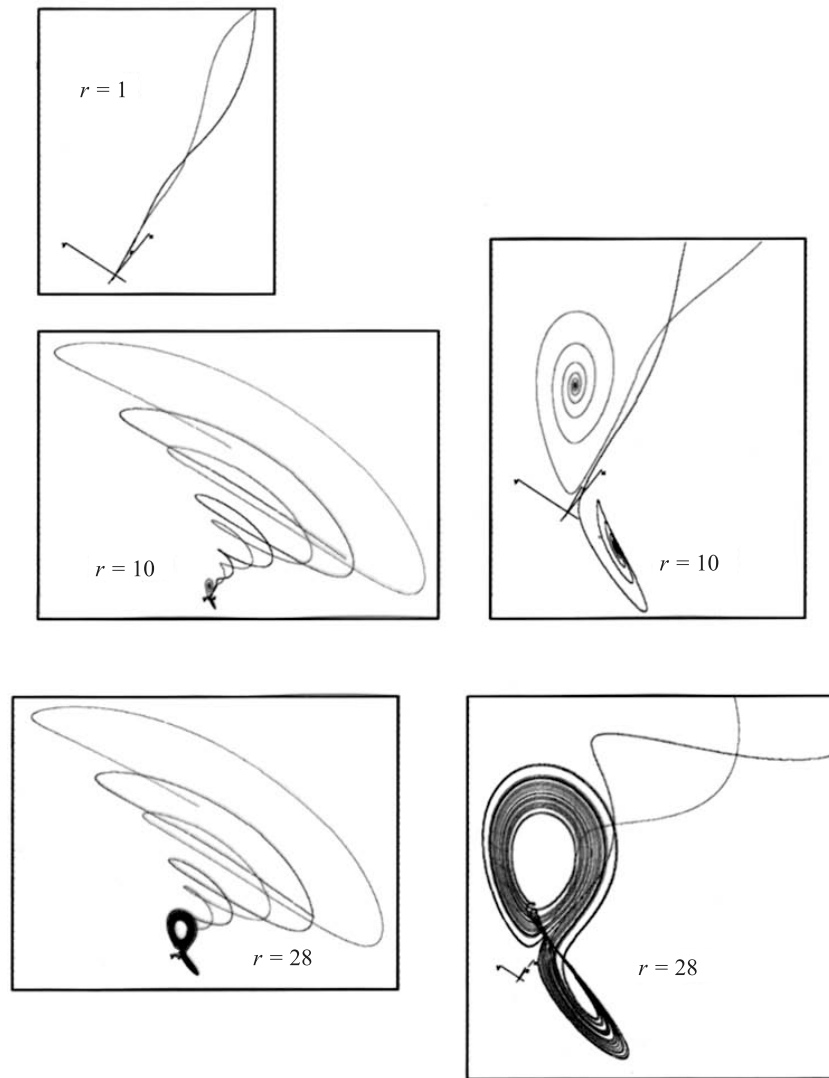 r = 1
r = 10
r = 10
r = 28
r = 28